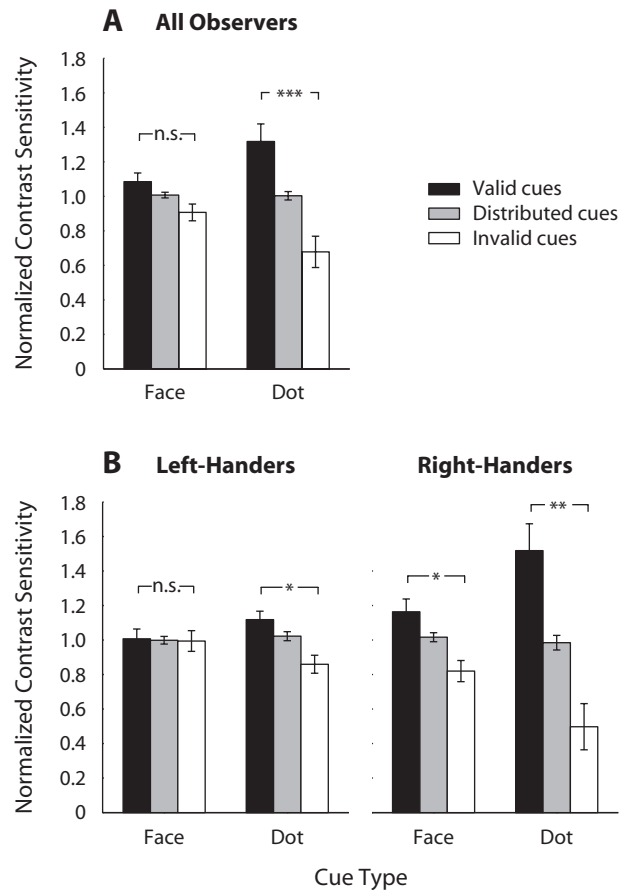 A All Observers
Normalized Contrast Sensitivity
1.8
1.6
1.4
1.2
1.0
0.8
0.6
0.4
0.2
0
n.s.
***
Face
Dot
Valid cues
Distributed cues
Invalid cues
B Left-Handers
Right-Handers
Normalized Contrast Sensitivity
1.8
1.6
1.4
1.2
1.0
0.8
0.6
0.4
0.2
0
n.s.
*
*
**
Face
Dot
Face
Dot
Cue Type